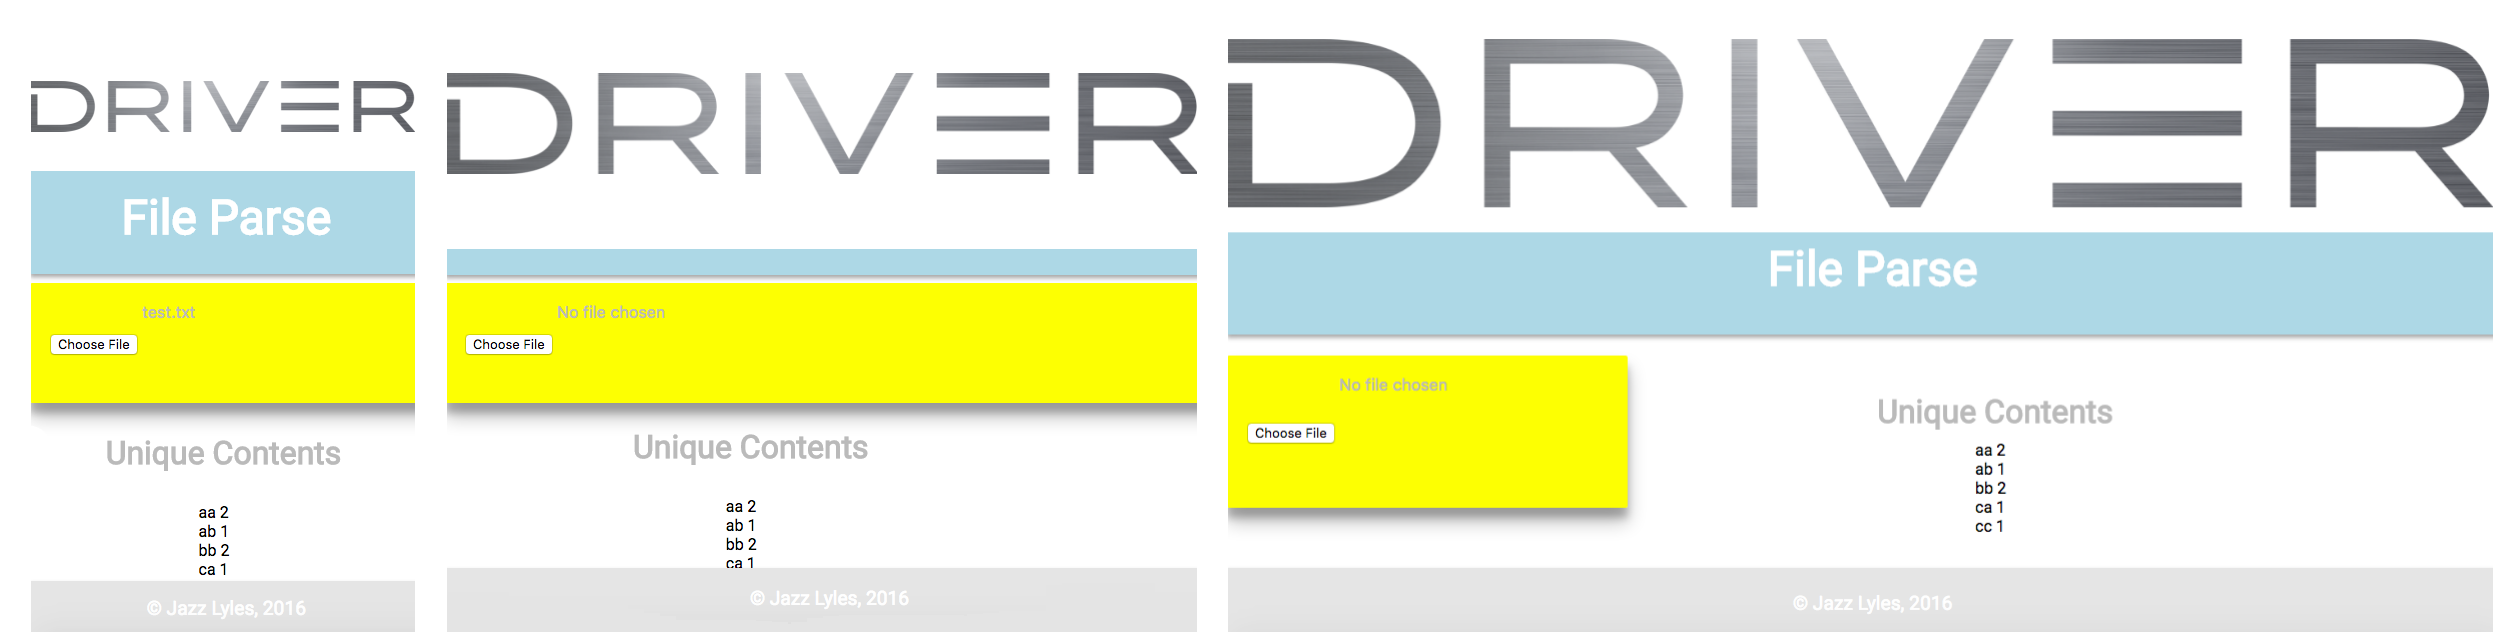 DRIVER
File Parse
test.txt
Choose File
Unique Contents
aa 2
ab 1
bb 2
ca 1
© Jazz Lyles, 2016
DRIVER
No file chosen
Choose File
Unique Contents
aa 2
ab 1
bb 2
ca 1
© Jazz Lyles, 2016
DRIVER
File Parse
No file chosen
Choose File
Unique Contents
aa 2
ab 1
bb 2
ca 1
cc 1
© Jazz Lyles, 2016